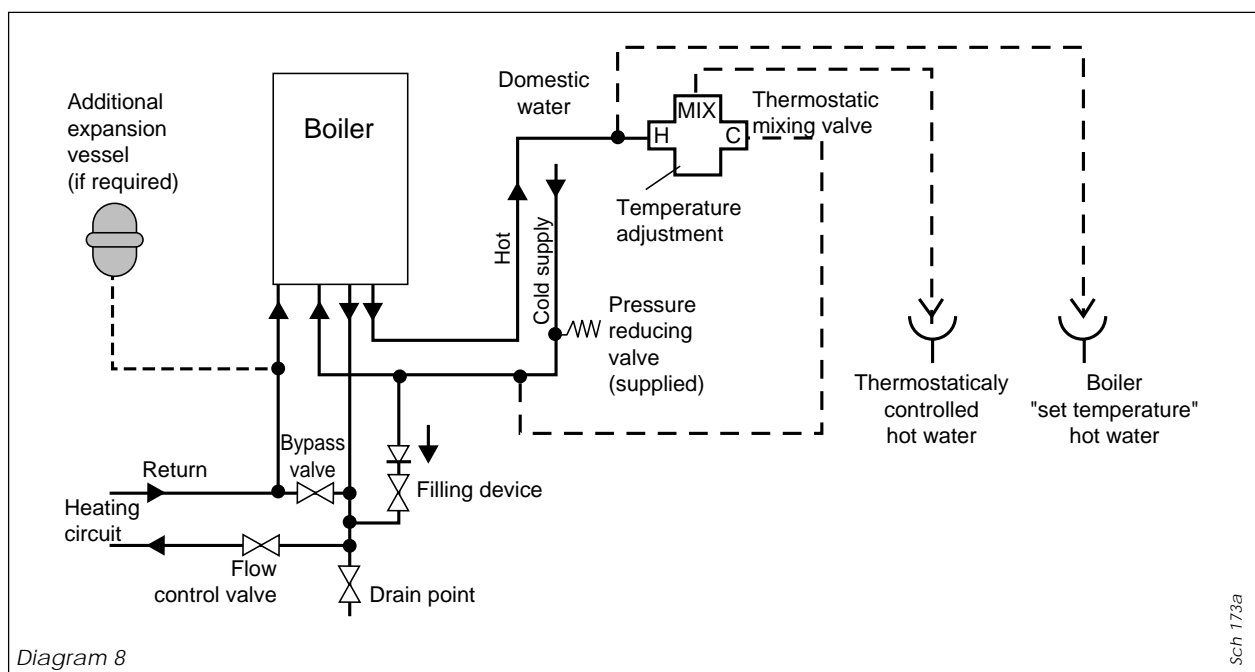 Additional
expansion
vessel
(if required)
Boiler
Domestic
water
MIX
H
C
Thermostatic
mixing valve
Temperature
adjustment
Hot
Cold supply
Pressure
reducing
valve
(supplied)
Thermostaticaly
controlled
hot water
Boiler
"set temperature"
hot water
Return
Bypass
valve
Filling device
Heating
circuit
Flow
control valve
Drain point
Diagram 8
Sch 173a